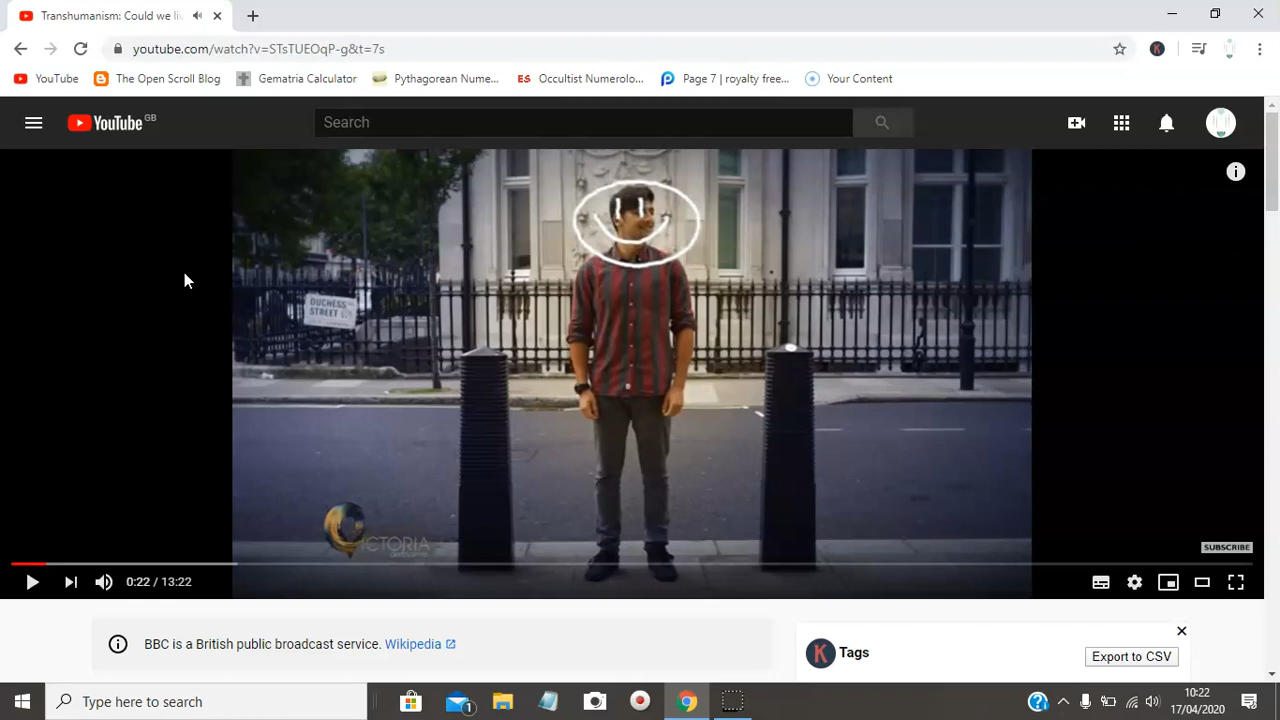 Transhumanism: Could we li
youtube.com/watch?v=STsTUEOqP-g&t=7s
YouTube
The Open Scroll Blog
Gematria Calculator
Pythagorean Nume...
ES Occultist Numerolo...
Page 7 | royalty free...
Your Content
YouTube GB
Search
DUCHESS
STREET
ICTORIA
SUBSCRIBE
0:22 / 13:22
BBC is a British public broadcast service. Wikipedia
K Tags
Export to CSV
Type here to search
1
10:22
17/04/2020